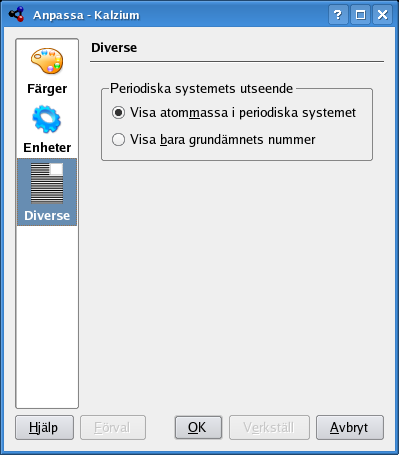 Anpassa - Kalzium
Färger
Enheter
Diverse
Diverse
Periodiska systemets utseende
Visa atommassa i periodiska systemet
Visa bara grundämnets nummer
Hjälp
Förval
OK
Verkställ
Avbryt